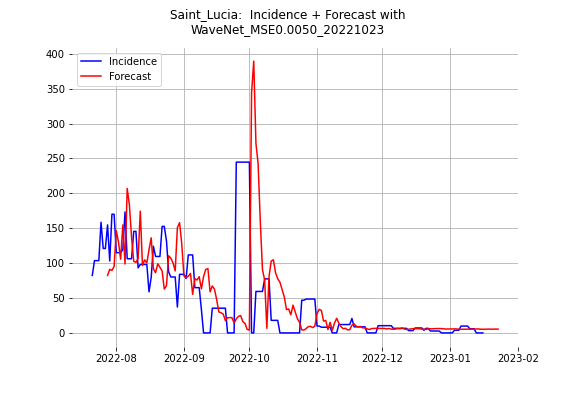 Saint_Lucia:  Incidence + Forecast with
WaveNet_MSE0.0050_20221023
Incidence
Forecast
400
350
300
250
200
150
100
50
0
2022-08 2022-09 2022-10 2022-11 2022-12 2023-01 2023-02